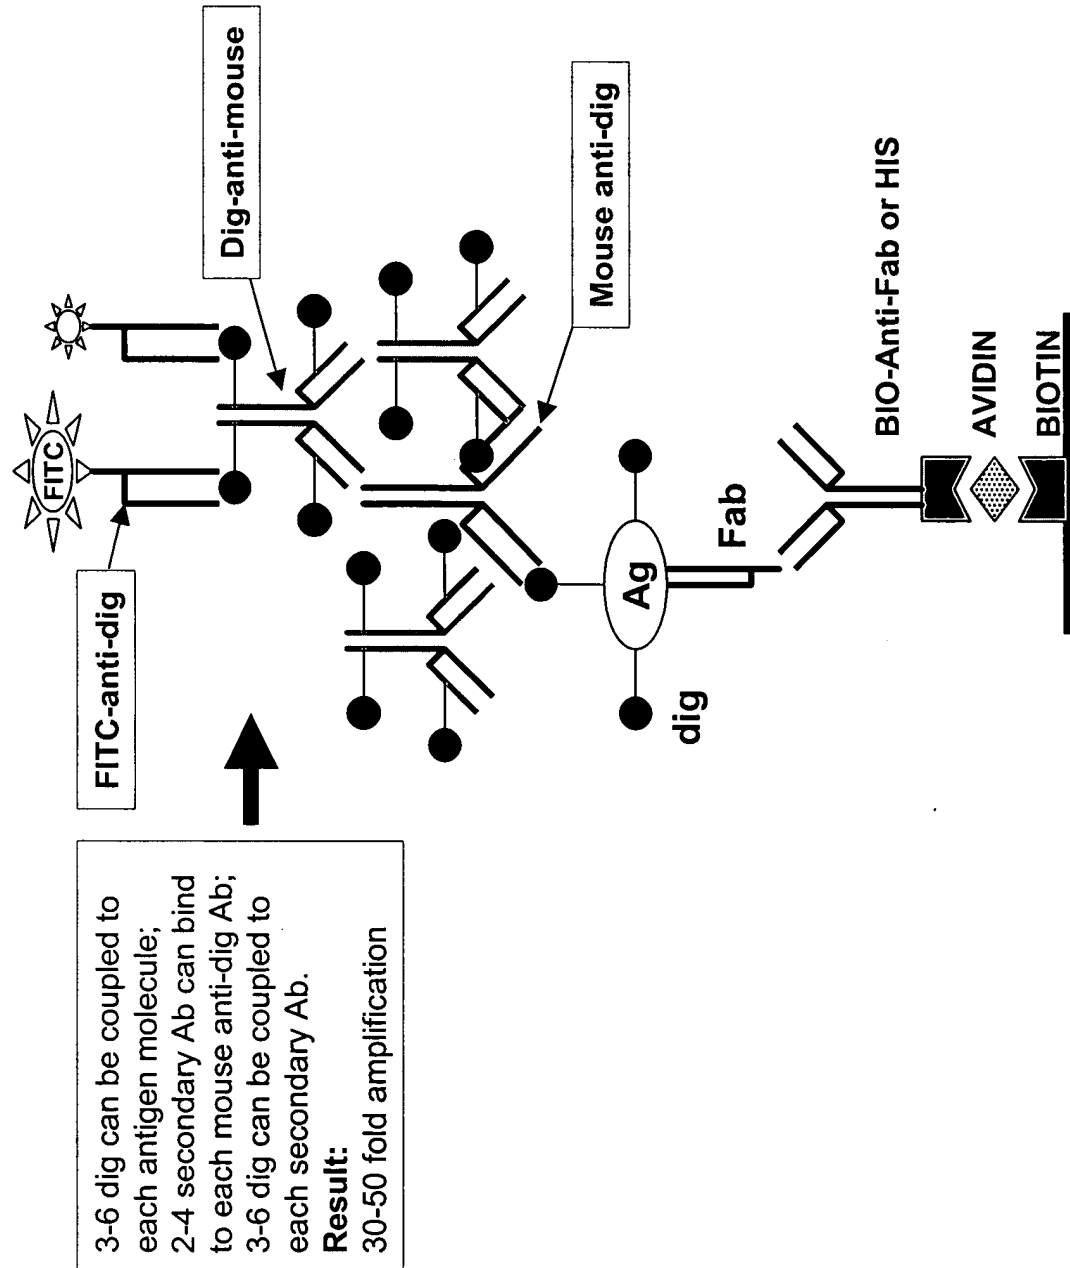 3-6 dig can be coupled to
each antigen molecule;
2-4 secondary Ab can bind
to each mouse anti-dig Ab;
3-6 dig can be coupled to
each secondary Ab.
Result:
30-50 fold amplification
FITC-anti-dig
FITC
Dig-anti-mouse
Mouse anti-dig
dig
Ag
Fab
BIO-Anti-Fab or HIS
AVIDIN
BIOTIN